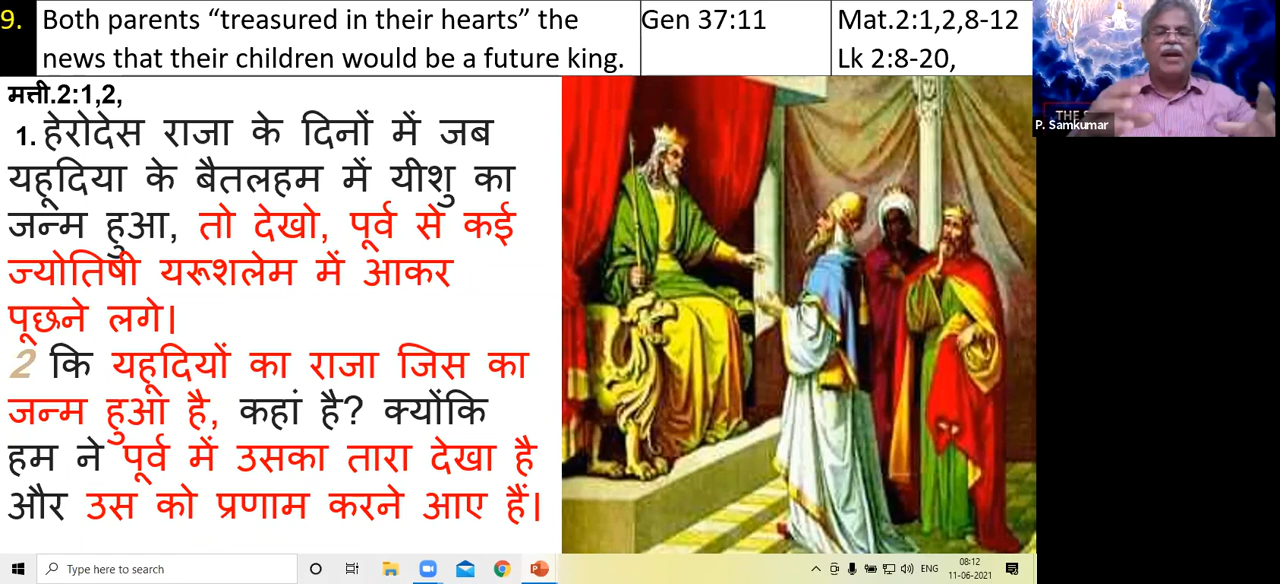 9. Both parents “treasured in their hearts” the Gen 37:11 Mat.2:1,2,8-12
news that their children would be a future king. Lk 2:8-20,
मत्ती.2:1,2,
1. हेरोदेस राजा के दिनों में जब
यहूदिया के बैतलहम में यीशु का
जन्म हुआ, तो देखो, पूर्व से कई
ज्योतिषी यरूशलेम में आकर
पूछने लगे।
2 कि यहूदियों का राजा जिस का
जन्म हुआ है, कहां है? क्योंकि
हम ने पूर्व में उसका तारा देखा है
और उस को प्रणाम करने आए हैं।
THE
P. Samkumar
Type here to search
ENG
08:12
11-06-2021